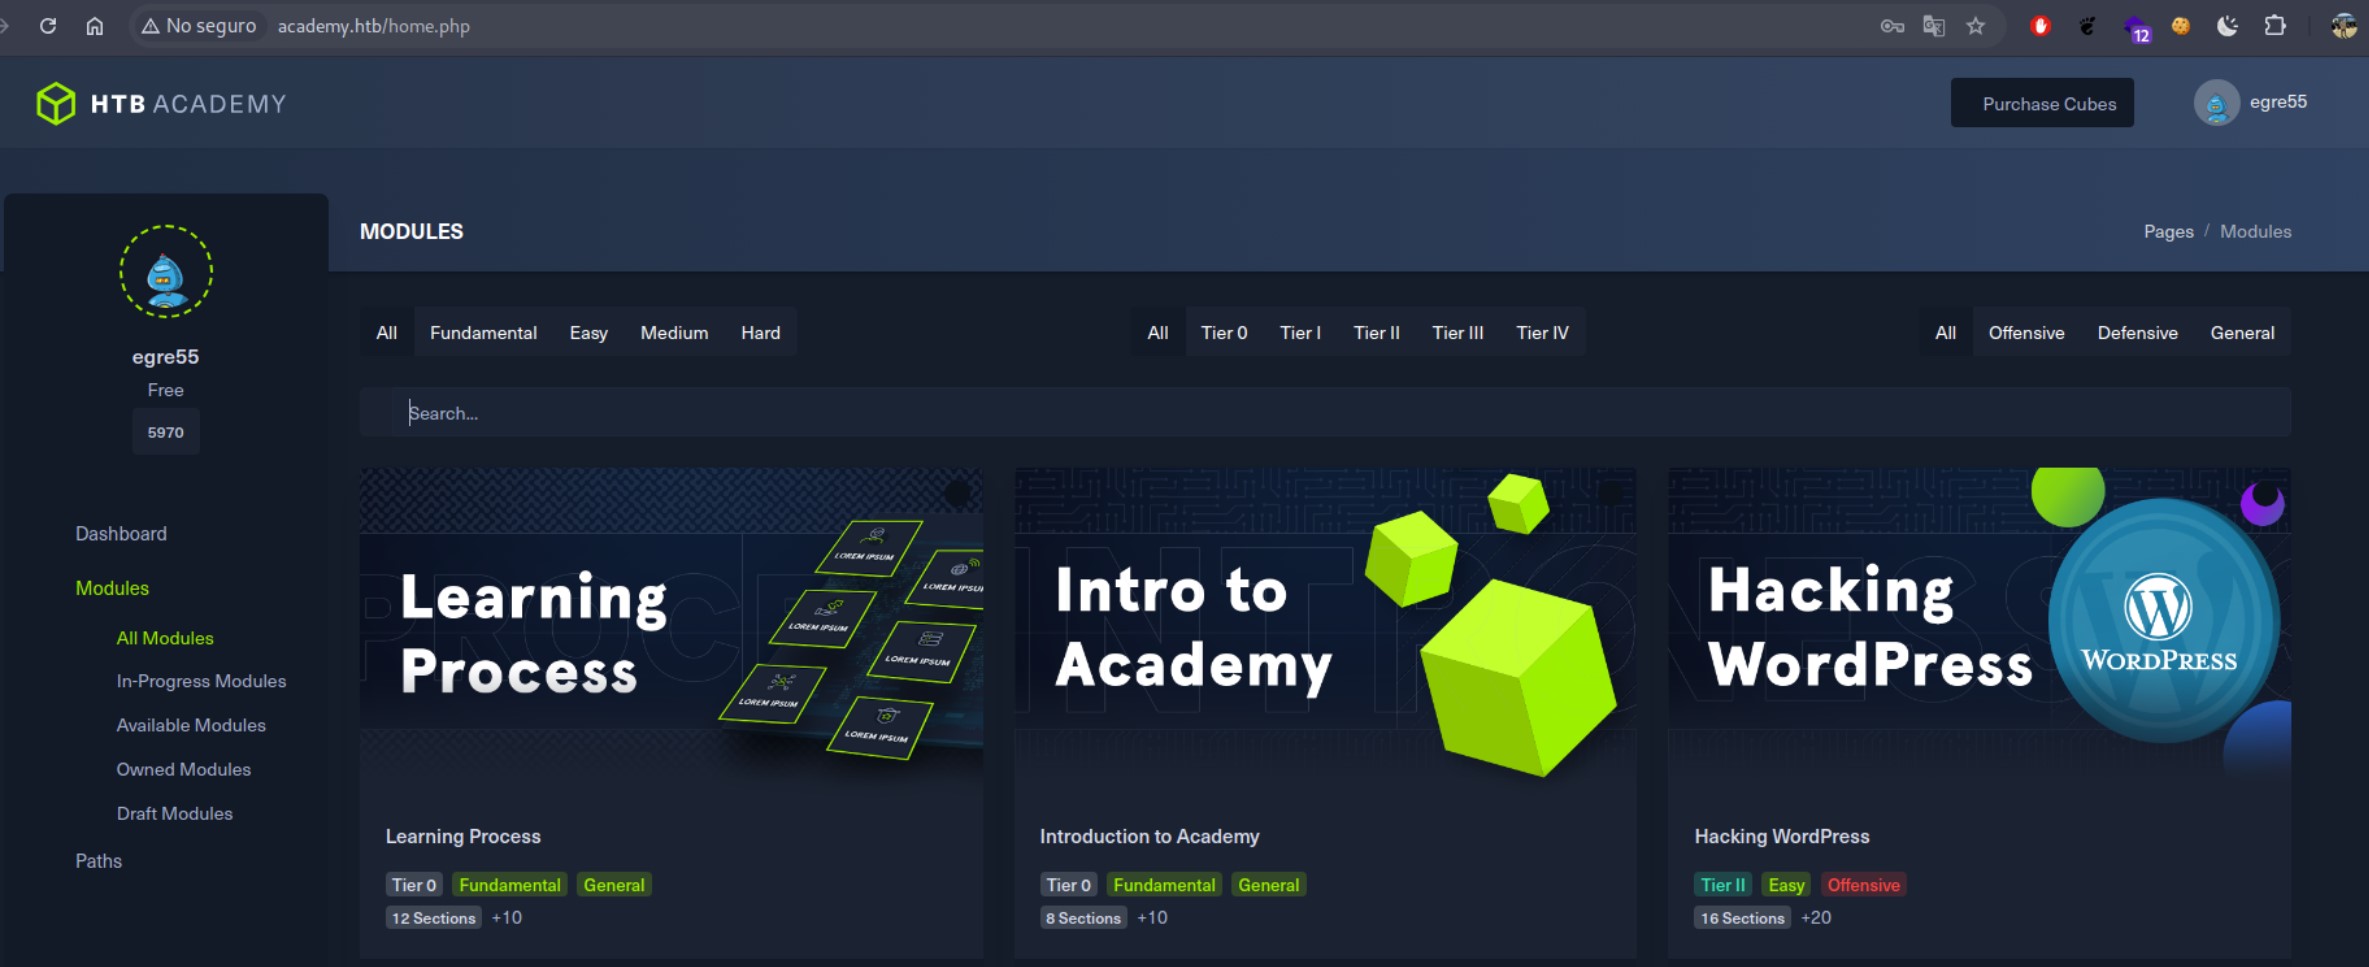 No seguro academy.htb/home.php 12
HTB ACADEMY Purchase Cubes egre55
MODULES Pages / Modules
egre55
Free
5970
Dashboard
Modules
All Modules
In-Progress Modules
Available Modules
Owned Modules
Draft Modules
Paths
All Fundamental Easy Medium Hard All Tier 0 Tier I Tier II Tier III Tier IV All Offensive Defensive General
Search...
Learning
Process
LOREM IPSUM
LOREM IPSU
LOREM IPSUM
LOREM IPSUM
LOREM IPSUM
LOREM IPSUM
Learning Process
Tier 0 Fundamental General
12 Sections +10
Intro to
Academy
Introduction to Academy
Tier 0 Fundamental General
8 Sections +10
Hacking
WordPress
WORDPRESS
Hacking WordPress
Tier II Easy Offensive
16 Sections +20